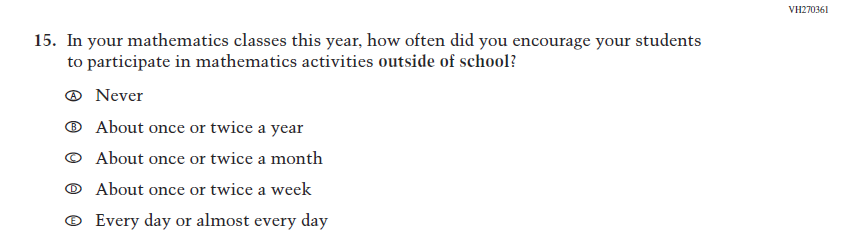 VH270361
15. In your mathematics classes this year, how often did you encourage your students
to participate in mathematics activities outside of school?
A Never
B About once or twice a year
C About once or twice a month
D About once or twice a week
E Every day or almost every day